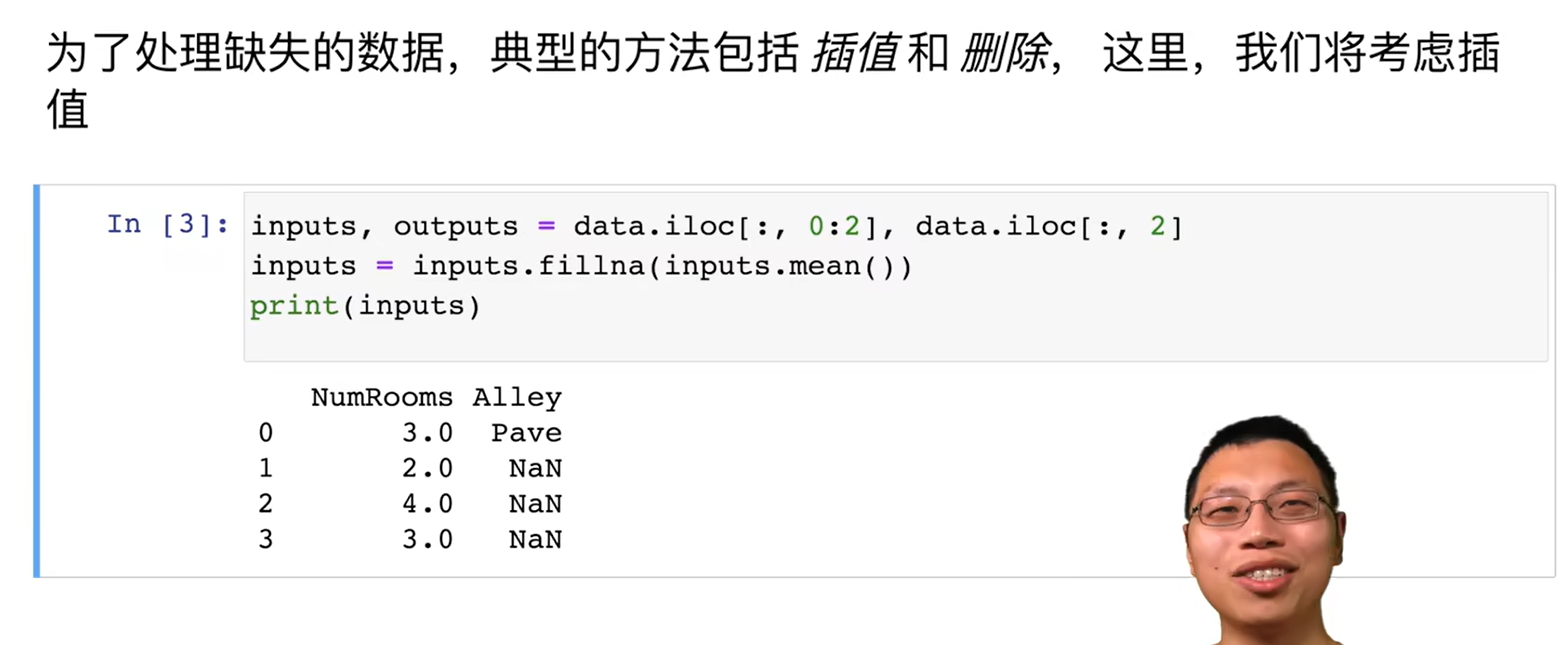 为了处理缺失的数据，典型的方法包括 插值 和 删除， 这里，我们将考虑插
值
In [3]: inputs, outputs = data.iloc[:, 0:2], data.iloc[:, 2]
inputs = inputs.fillna(inputs.mean())
print(inputs)
NumRooms Alley
0 3.0 Pave
1 2.0 NaN
2 4.0 NaN
3 3.0 NaN